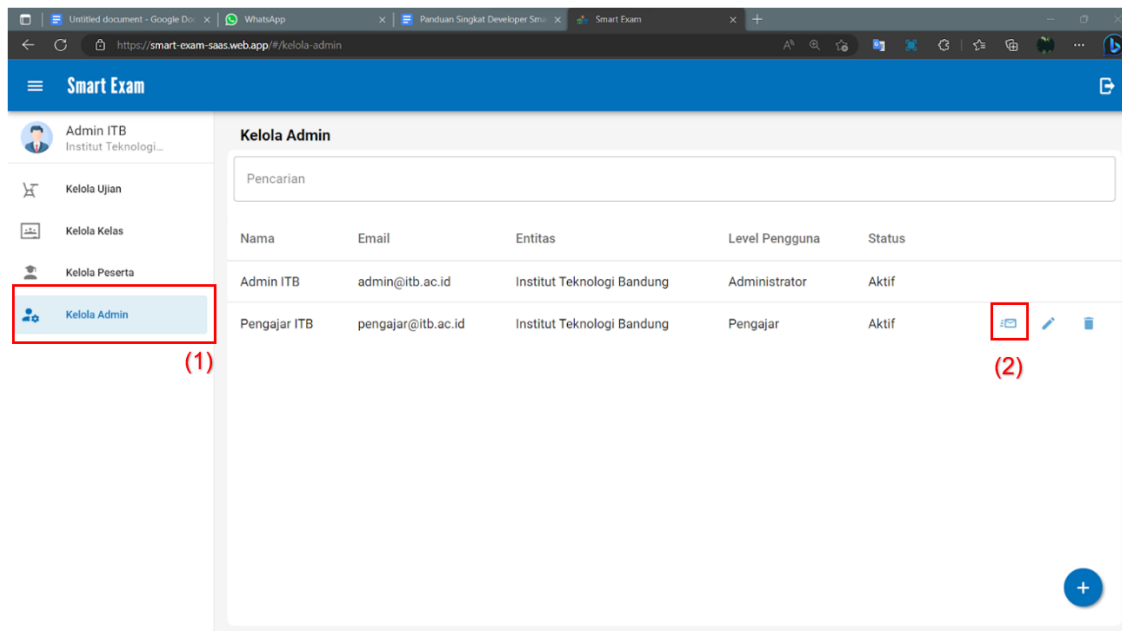 Untitled document - Google Doc
WhatsApp
Panduan Singkat Developer Sma
Smart Exam
https://smart-exam-saas.web.app/#/kelola-admin
Smart Exam
Admin ITB
Institut Teknologi...
Kelola Ujian
Kelola Kelas
Kelola Peserta
Kelola Admin
(1)
Kelola Admin
Pencarian
Nama Email Entitas Level Pengguna Status
Admin ITB admin@itb.ac.id Institut Teknologi Bandung Administrator Aktif
Pengajar ITB pengajar@itb.ac.id Institut Teknologi Bandung Pengajar Aktif
(2)